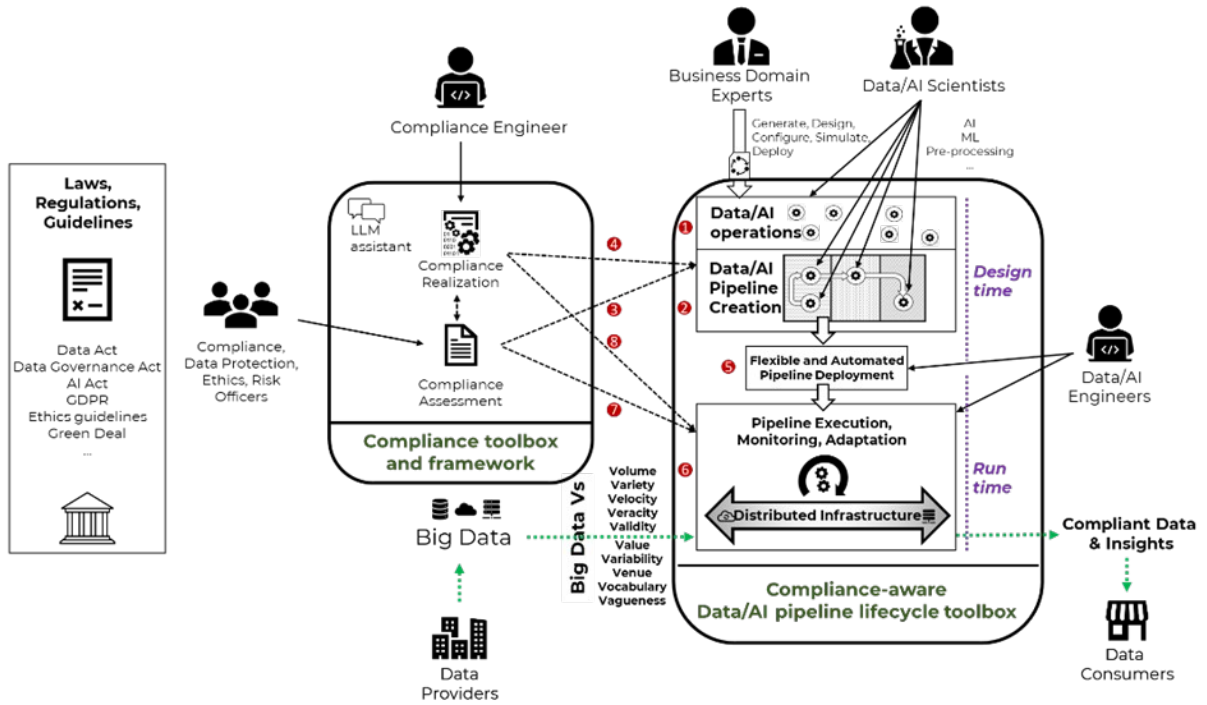 Laws,
Regulations,
Guidelines
Data Act
Data Governance Act
AI Act
GDPR
Ethics guidelines
Green Deal
...
Compliance Engineer
Compliance,
Data Protection,
Ethics, Risk
Officers
LLM
assistant
Compliance
Realization
Compliance
Assessment
Compliance toolbox
and framework
Big Data
Data
Providers
Big Data Vs
Volume
Variety
Velocity
Veracity
Validity
Value
Variability
Venue
Vocabulary
Vagueness
Business Domain
Experts
Data/AI Scientists
Generate, Design,
Configure, Simulate,
Deploy
AI
ML
Pre-processing
...
1
Data/AI
operations
4
2
Data/AI
Pipeline
Creation
3
8
Design
time
5
Flexible and Automated
Pipeline Deployment
7
Data/AI
Engineers
Pipeline Execution,
Monitoring, Adaptation
6
Distributed Infrastructure
Run
time
Compliance-aware
Data/AI pipeline lifecycle toolbox
Compliant Data
& Insights
Data
Consumers